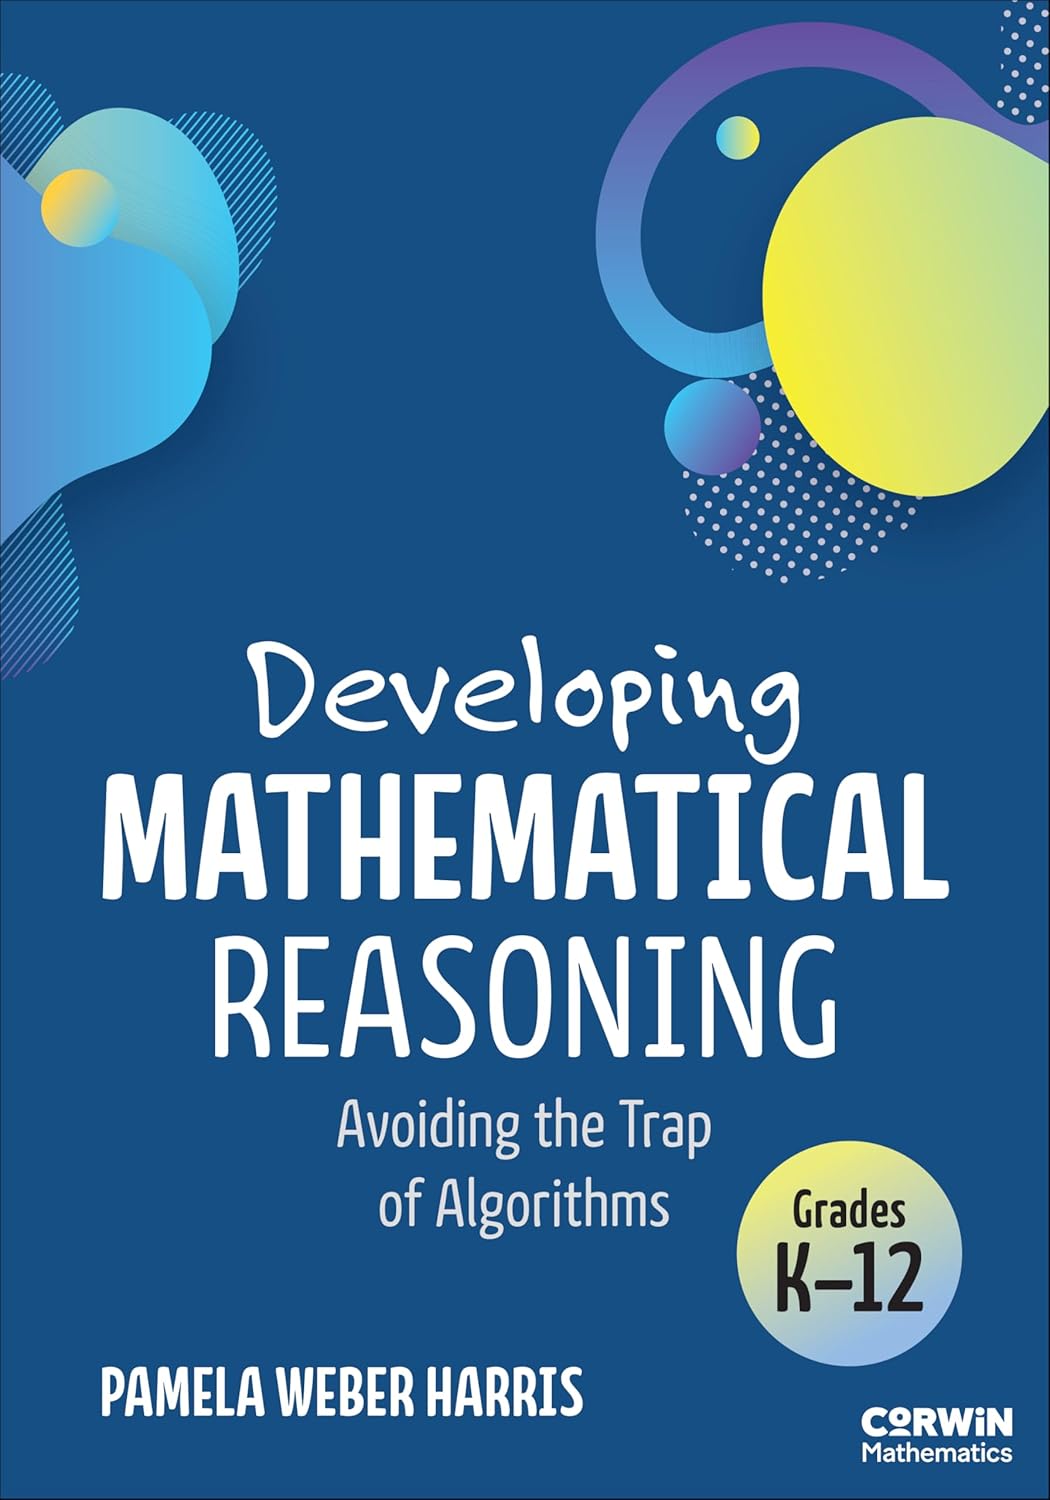 Developing
MATHEMATICAL
REASONING
Avoiding the Trap
of Algorithms
Grades
K–12
PAMELA WEBER HARRIS
CORWIN
Mathematics